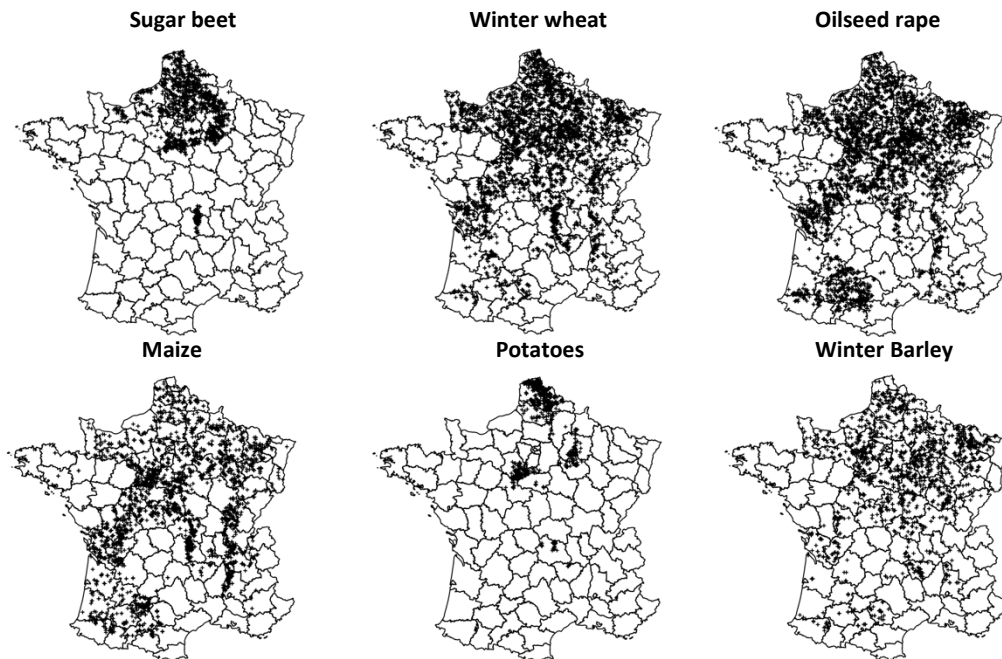 Sugar beet
Winter wheat
Oilseed rape
Maize
Potatoes
Winter Barley